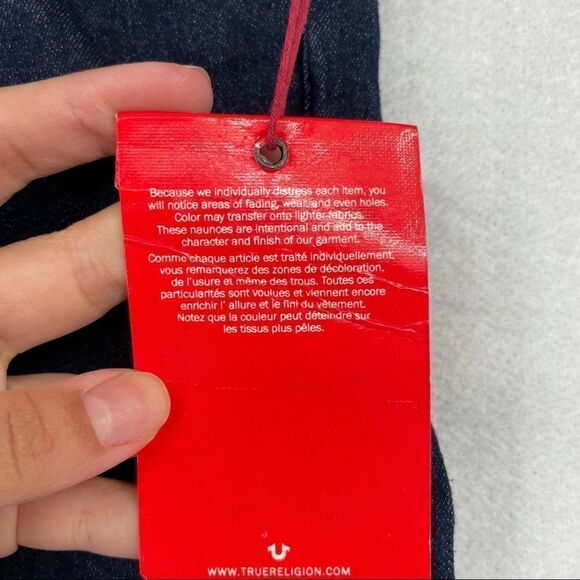 Because we individually distress each item, you
will notice areas of fading, wear, and even holes.
Color may transfer onto lighter fabrics.
These naunces are intentional and add to the
character and finish of our garment.
Comme chaque article est traité individuellement,
vous remarquerez des zones de décoloration,
de l'usure et même des trous. Toutes ces
particularités sont voulues et viennent encore
enrichir l' allure et le fini du vêtement.
Notez que la couleur peut déteindre sur
les tissus plus pêles.
WWW.TRUERELIGION.COM